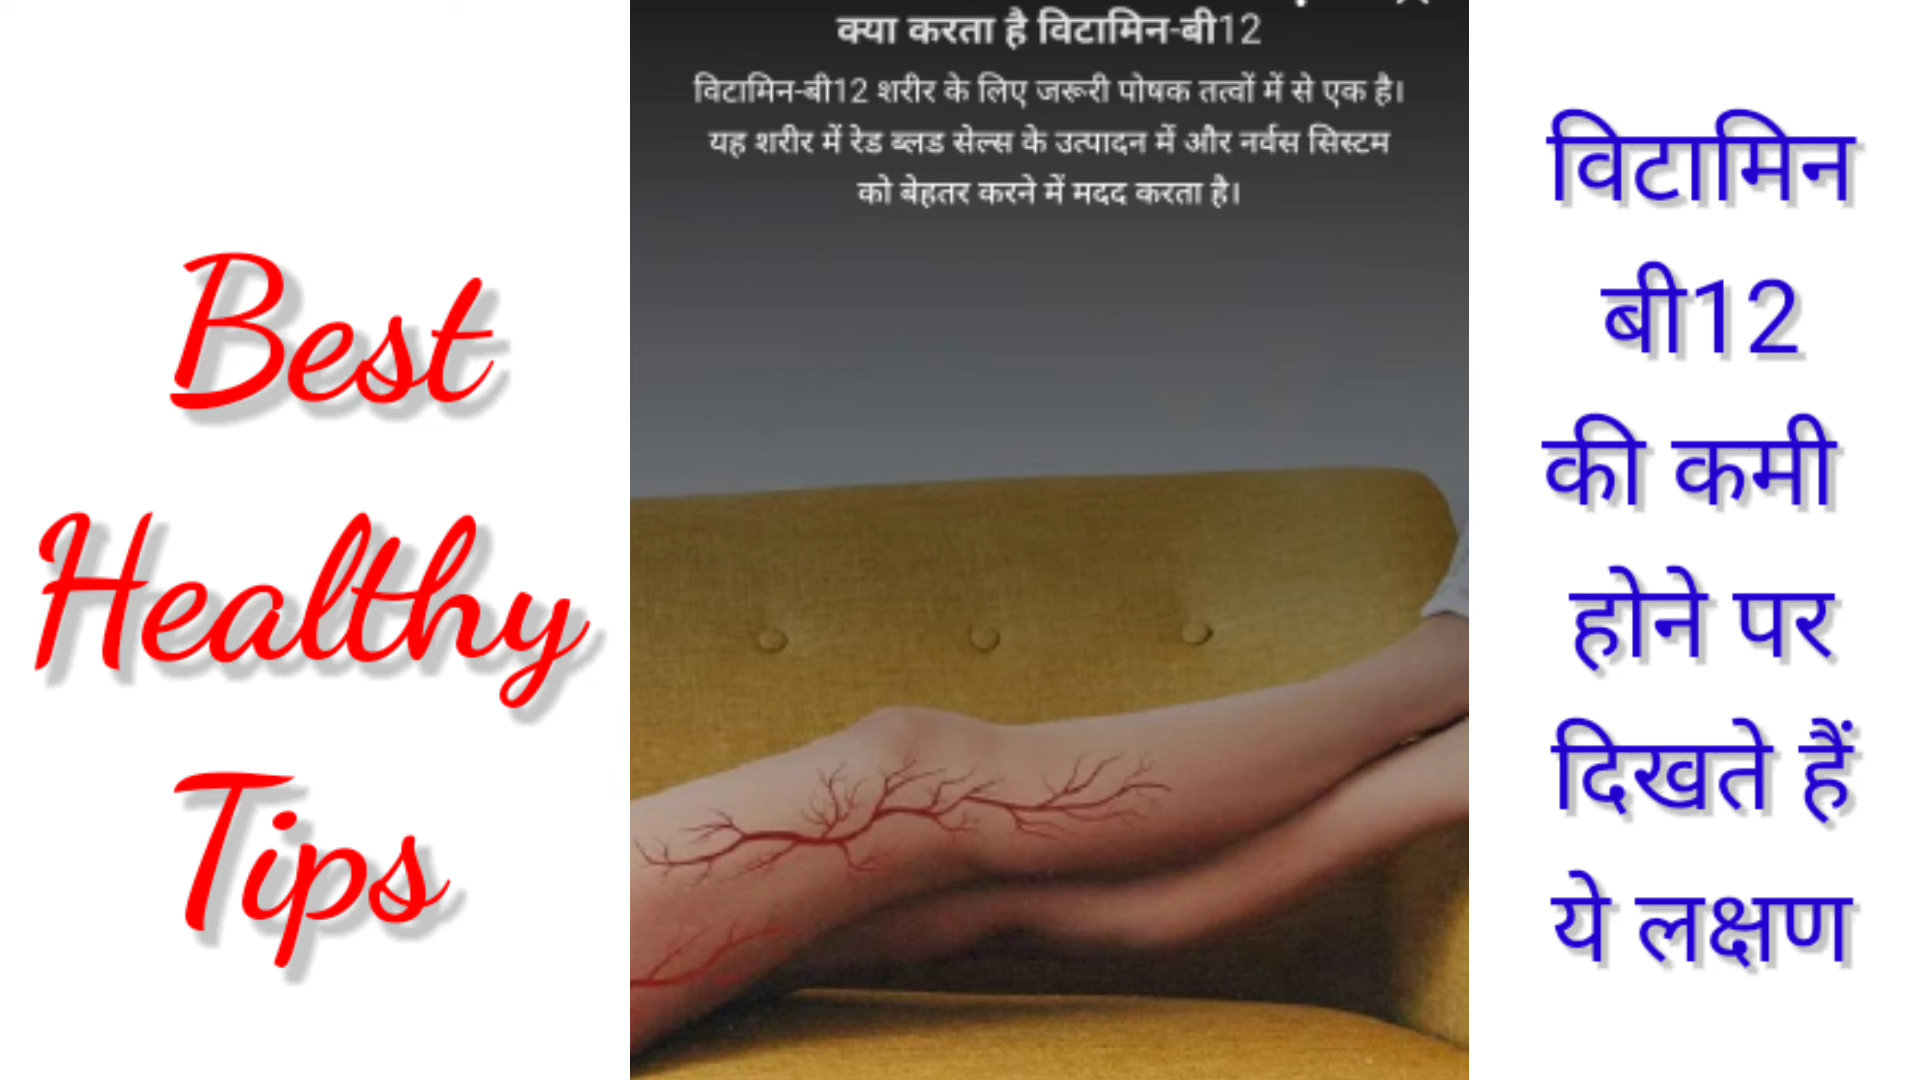 Best
Healthy
Tips
क्या करता है विटामिन-बी12
विटामिन-बी12 शरीर के लिए जरूरी पोषक तत्वों में से एक है।
यह शरीर में रेड ब्लड सेल्स के उत्पादन में और नर्वस सिस्टम
को बेहतर करने में मदद करता है।
विटामिन
बी12
की कमी
होने पर
दिखते हैं
ये लक्षण